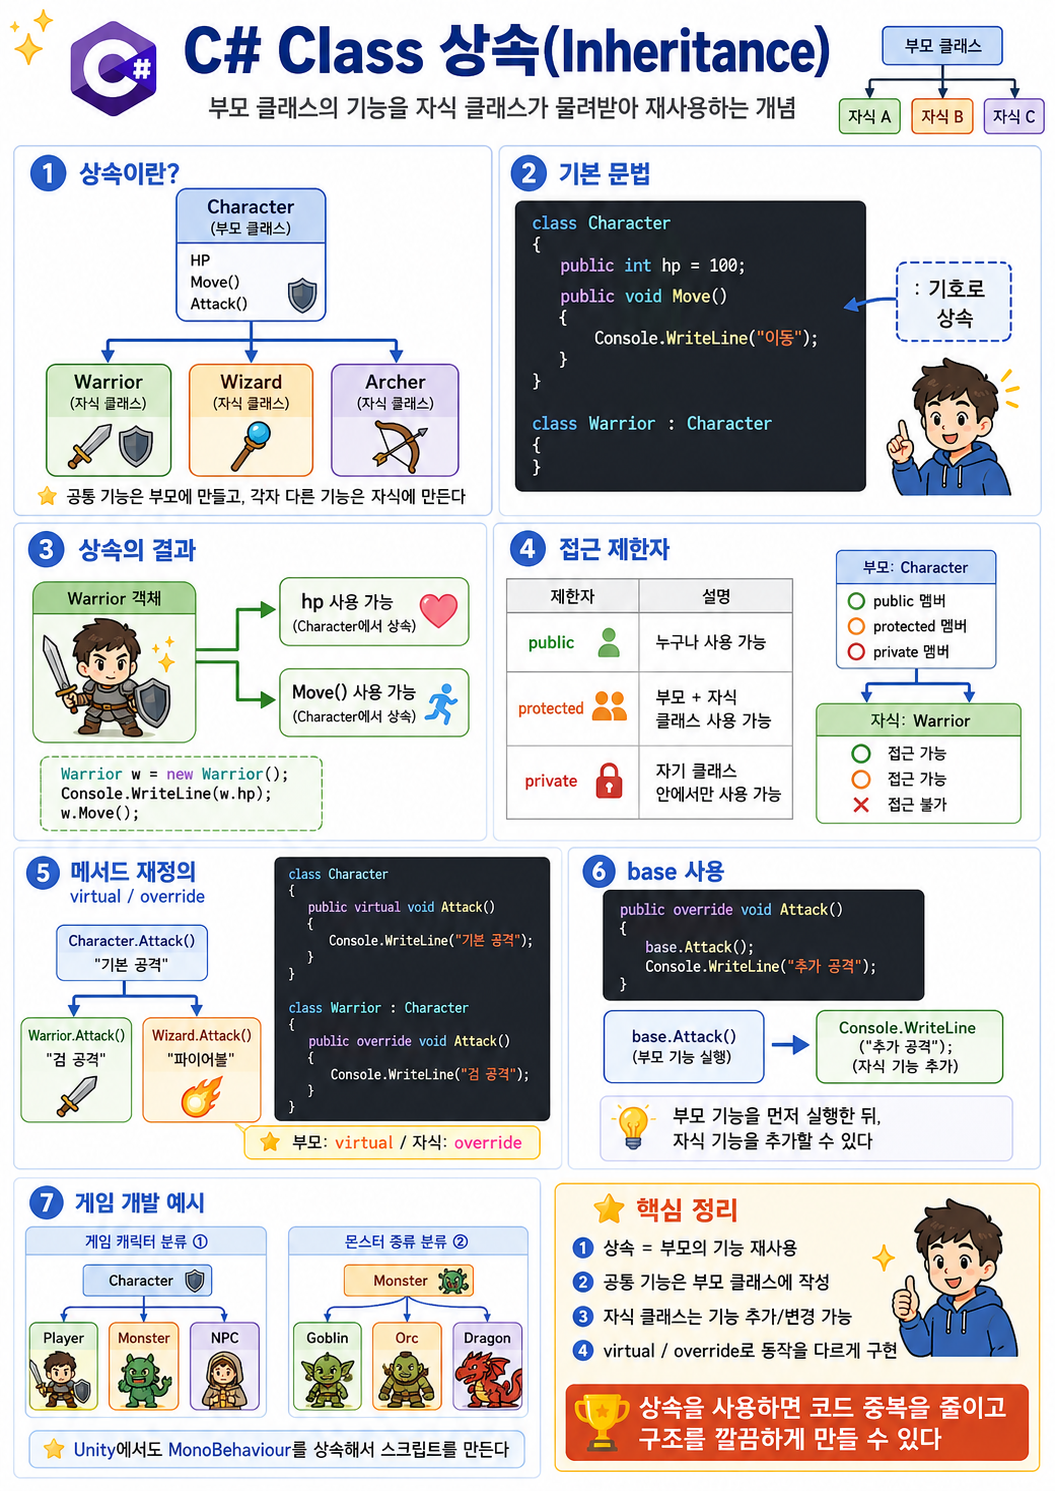 C#
C# Class 상속(Inheritance)
부모 클래스의 기능을 자식 클래스가 물려받아 재사용하는 개념
부모 클래스
자식 A
자식 B
자식 C
1 상속이란?
Character
(부모 클래스)
HP
Move()
Attack()
Warrior
(자식 클래스)
Wizard
(자식 클래스)
Archer
(자식 클래스)
공통 기능은 부모에 만들고, 각자 다른 기능은 자식에 만든다
2 기본 문법
class Character
{
public int hp = 100;
public void Move()
{
Console.WriteLine("이동");
}
}
class Warrior : Character
{
}
: 기호로
상속
3 상속의 결과
Warrior 객체
hp 사용 가능
(Character에서 상속)
Move() 사용 가능
(Character에서 상속)
Warrior w = new Warrior();
Console.WriteLine(w.hp);
w.Move();
4 접근 제한자
제한자 설명
public 누구나 사용 가능
protected 부모 + 자식
클래스 사용 가능
private 자기 클래스
안에서만 사용 가능
부모: Character
public 멤버
protected 멤버
private 멤버
자식: Warrior
접근 가능
접근 가능
접근 불가
5 메서드 재정의
virtual / override
Character.Attack()
"기본 공격"
Warrior.Attack()
"검 공격"
Wizard.Attack()
"파이어볼"
class Character
{
public virtual void Attack()
{
Console.WriteLine("기본 공격");
}
}
class Warrior : Character
{
public override void Attack()
{
Console.WriteLine("검 공격");
}
}
부모: virtual / 자식: override
6 base 사용
public override void Attack()
{
base.Attack();
Console.WriteLine("추가 공격");
}
base.Attack()
(부모 기능 실행)
Console.WriteLine
("추가 공격");
(자식 기능 추가)
부모 기능을 먼저 실행한 뒤,
자식 기능을 추가할 수 있다
7 게임 개발 예시
게임 캐릭터 분류 ①
Character
Player
Monster
NPC
몬스터 종류 분류 ②
Monster
Goblin
Orc
Dragon
Unity에서도 MonoBehaviour를 상속해서 스크립트를 만든다
핵심 정리
1 상속 = 부모의 기능 재사용
2 공통 기능은 부모 클래스에 작성
3 자식 클래스는 기능 추가/변경 가능
4 virtual / override로 동작을 다르게 구현
상속을 사용하면 코드 중복을 줄이고
구조를 깔끔하게 만들 수 있다